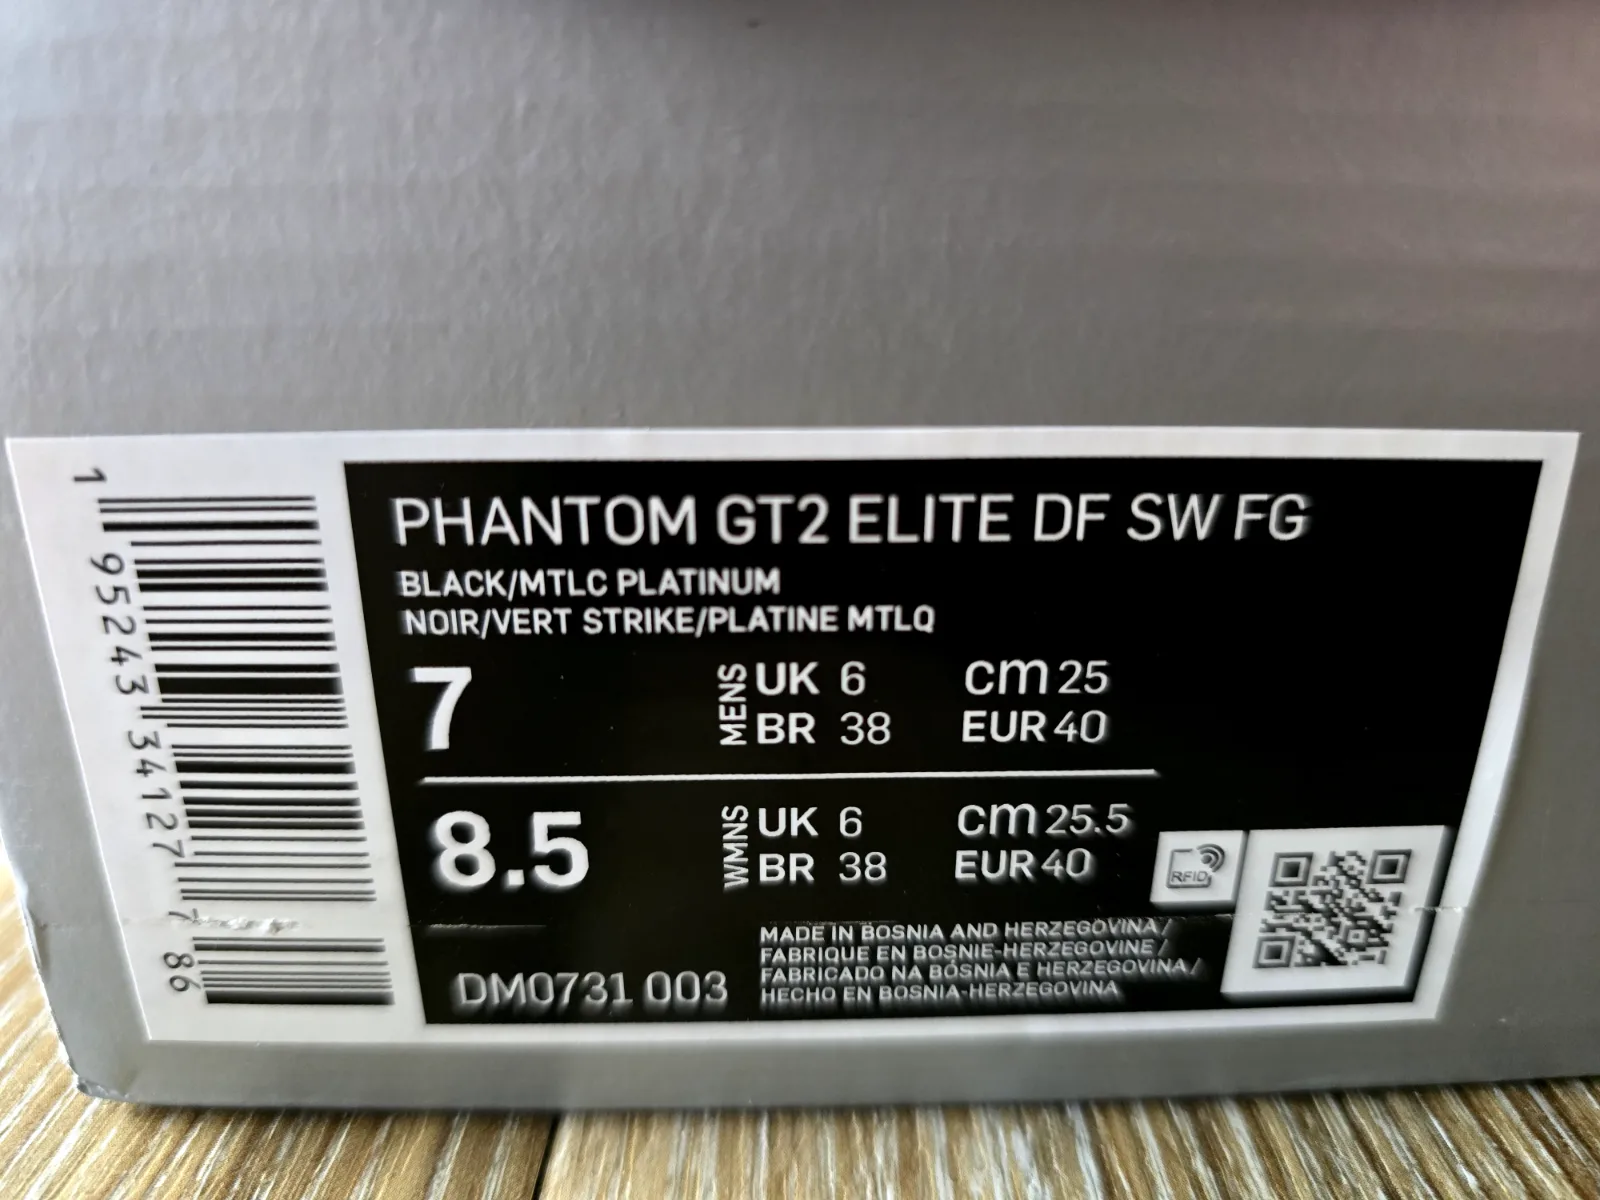 PHANTOM GT2 ELITE DF SW FG
BLACK/MTLC PLATINUM
NOIR/VERT STRIKE/PLATINE MTLQ
7 MENS UK 6 cm 25
BR 38 EUR 40
8.5 WMNS UK 6 cm 25.5
BR 38 EUR 40
RFID
MADE IN BOSNIA AND HERZEGOVINA /
FABRIQUE EN BOSNIE-HERZEGOVINE /
FABRICADO NA BÓSNIA E HERZEGOVINA /
HECHO EN BOSNIA-HERZEGOVINA
DM0731 003
1 95243 34127 7 86